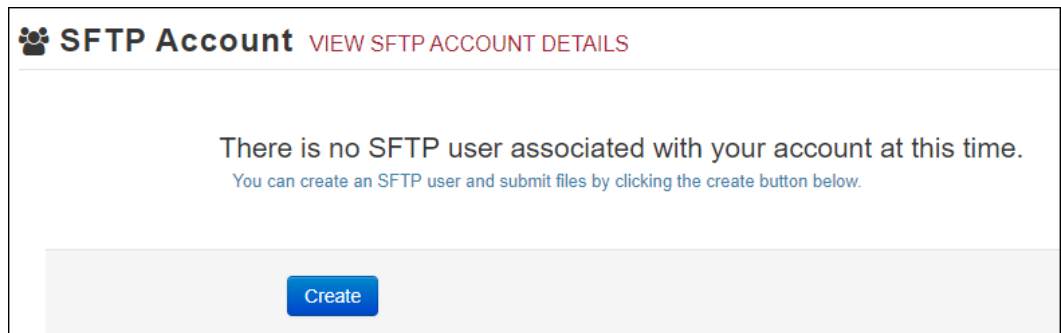 SFTP Account VIEW SFTP ACCOUNT DETAILS
There is no SFTP user associated with your account at this time.
You can create an SFTP user and submit files by clicking the create button below.
Create